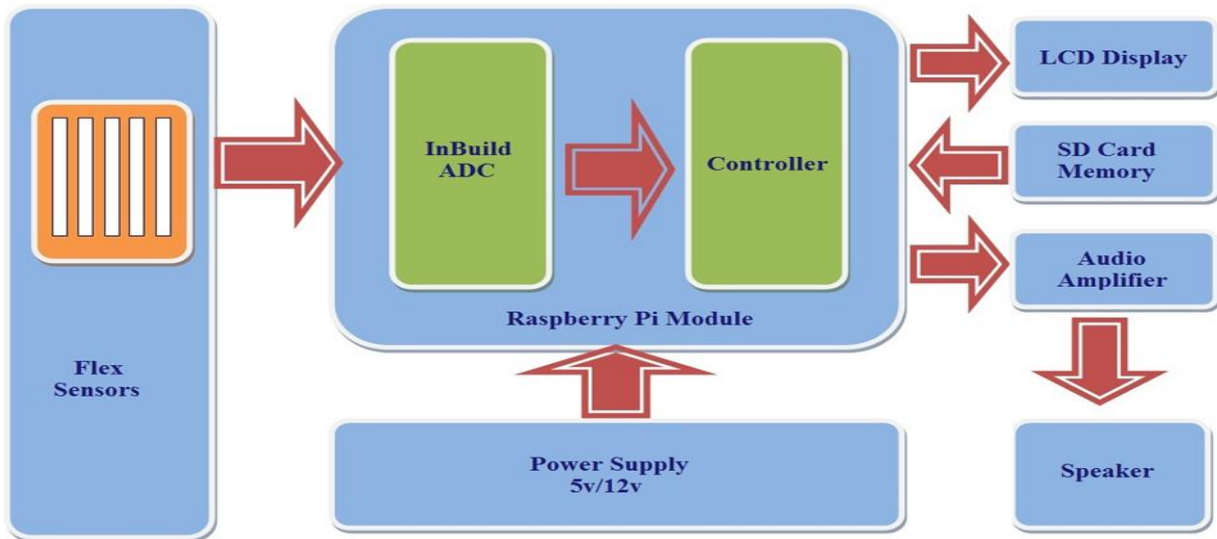 Flex
Sensors
InBuild
ADC
Controller
Raspberry Pi Module
Power Supply
5v/12v
LCD Display
SD Card
Memory
Audio
Amplifier
Speaker